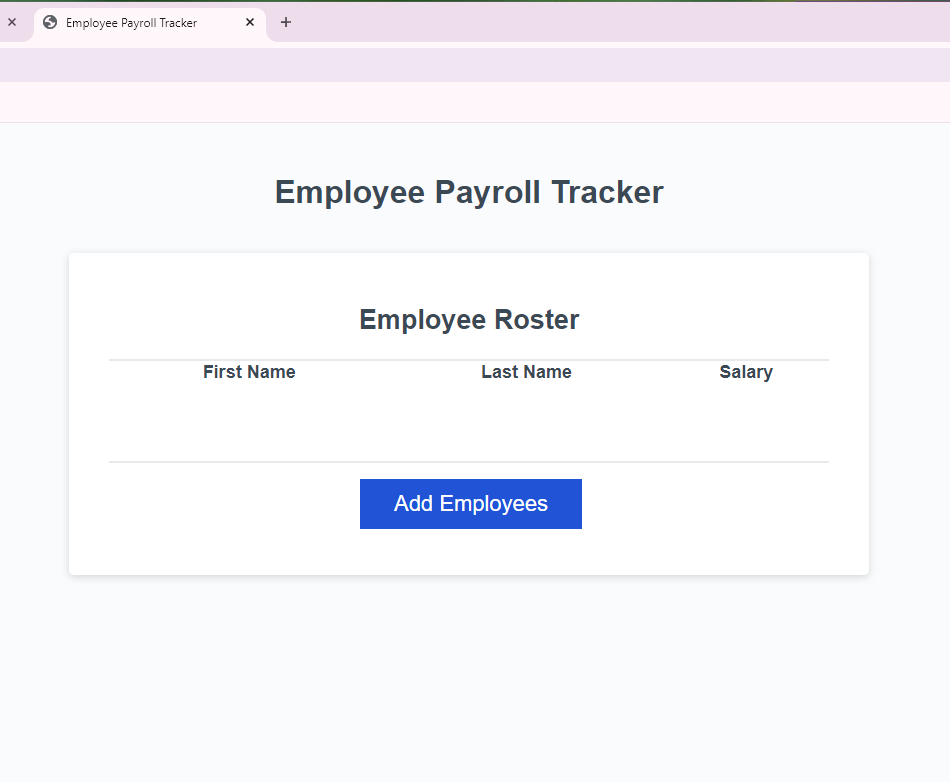 Employee Payroll Tracker
Employee Payroll Tracker
Employee Roster
First Name Last Name Salary
Add Employees